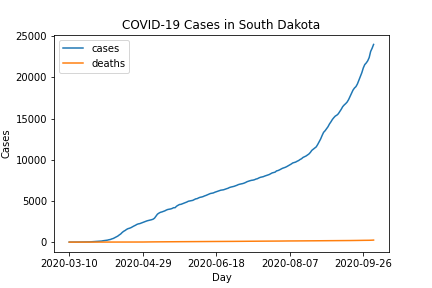 COVID-19 Cases in South Dakota
cases
deaths
25000
20000
15000
10000
5000
0
Cases
2020-03-10 2020-04-29 2020-06-18 2020-08-07 2020-09-26
Day